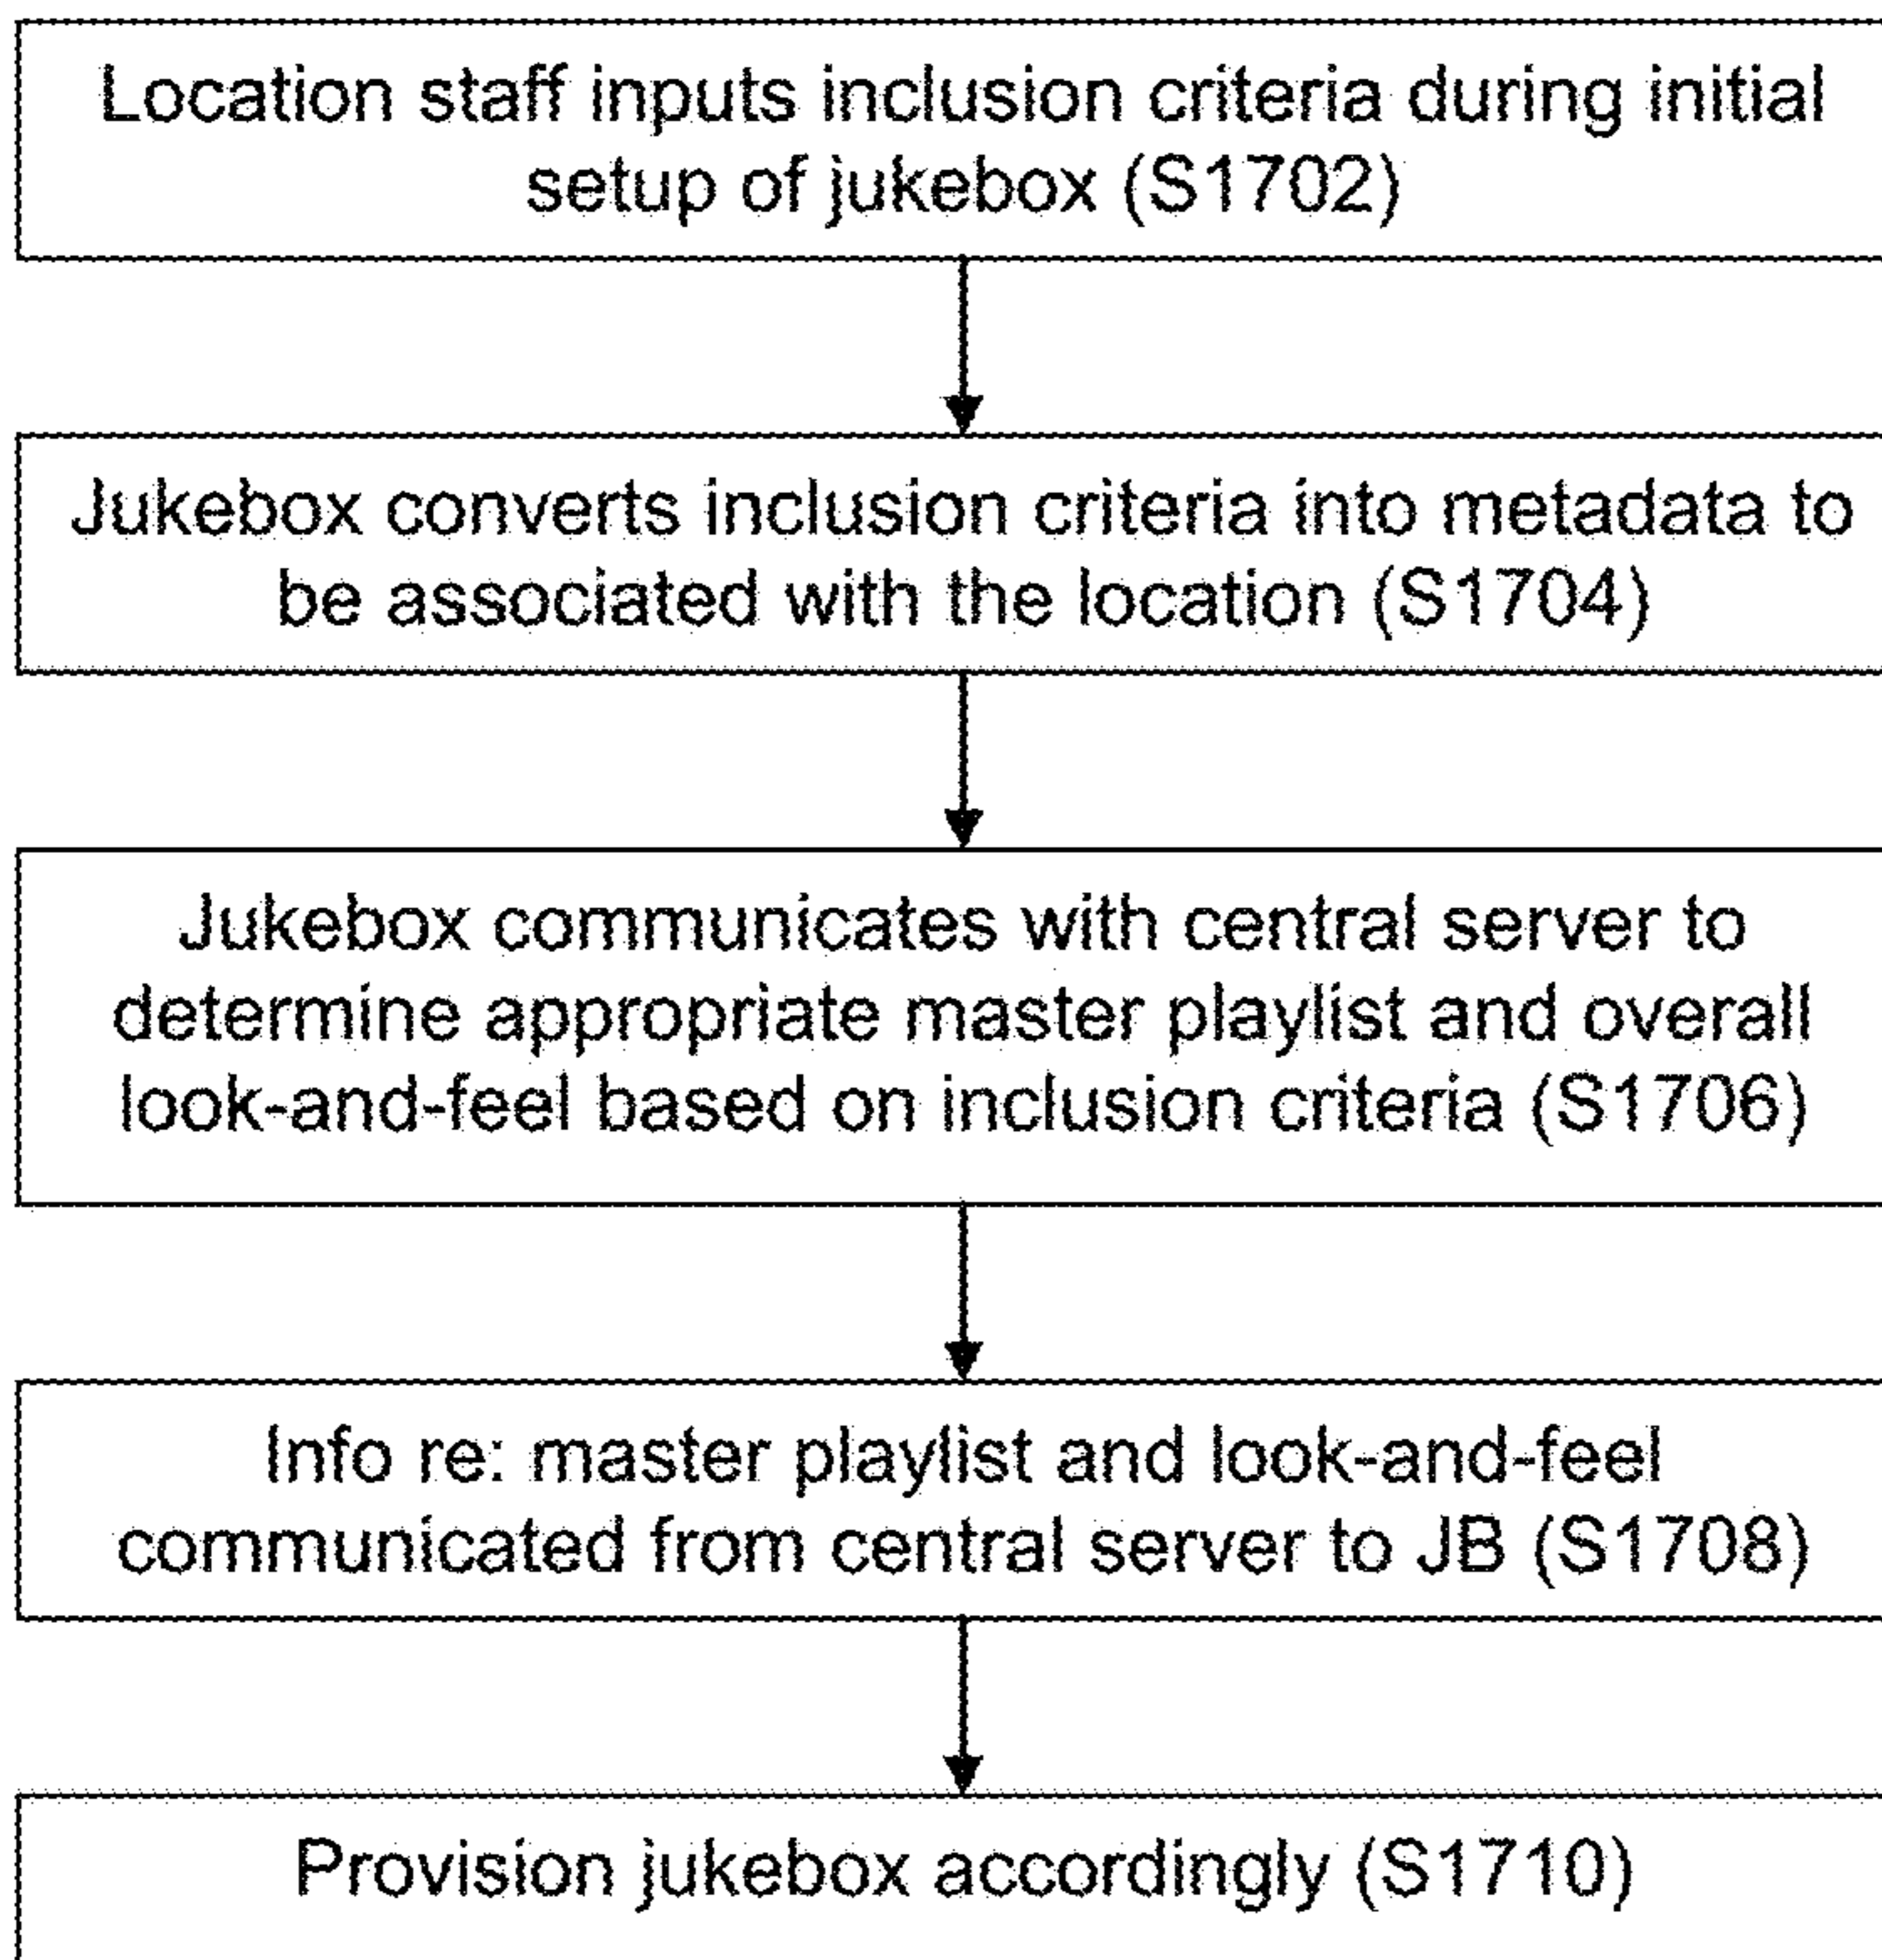 Location staff inputs inclusion criteria during initial
setup of jukebox (S1702)
Jukebox converts inclusion criteria into metadata to
be associated with the location (S1704)
Jukebox communicates with central server to
determine appropriate master playlist and overall
look-and-feel based on inclusion criteria (S1706)
Info re: master playlist and look-and-feel
communicated from central server to JB (S1708)
Provision jukebox accordingly (S1710)